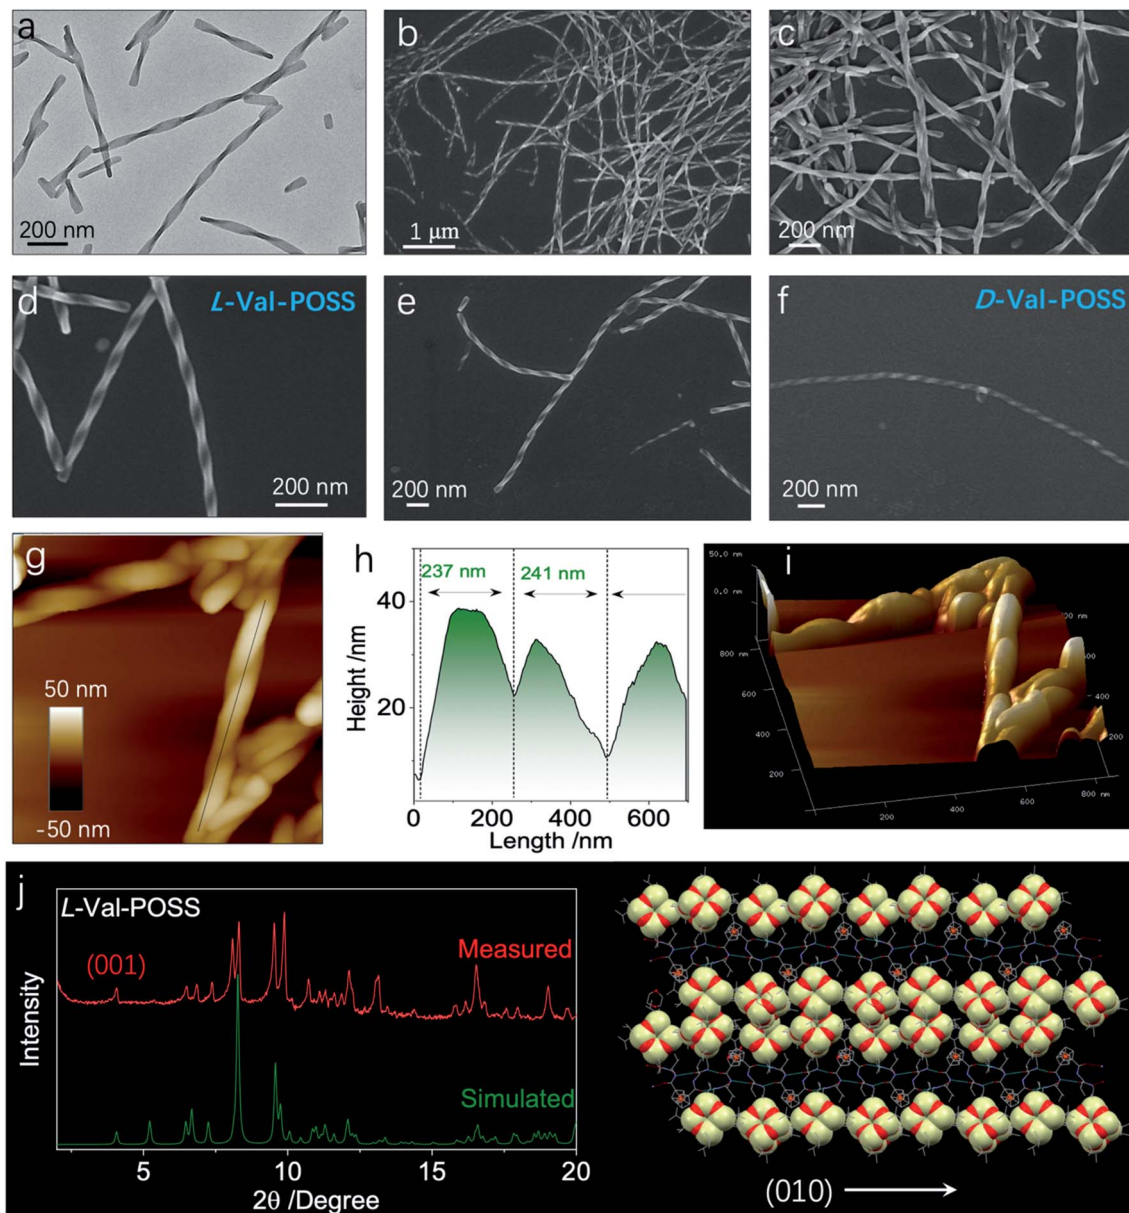 a
200 nm
b
1 μm
c
200 nm
d
L-Val-POSS
200 nm
e
200 nm
f
D-Val-POSS
200 nm
g
50 nm
-50 nm
h
237 nm
241 nm
40
20
Height /nm
0
200
400
600
Length /nm
i
50.0 nm
0.0 nm
800 nm
600
400
200
200
400
600
800 nm
200
400
600
j
L-Val-POSS
(001)
Measured
Simulated
Intensity
5
10
15
20
2θ /Degree
(010)